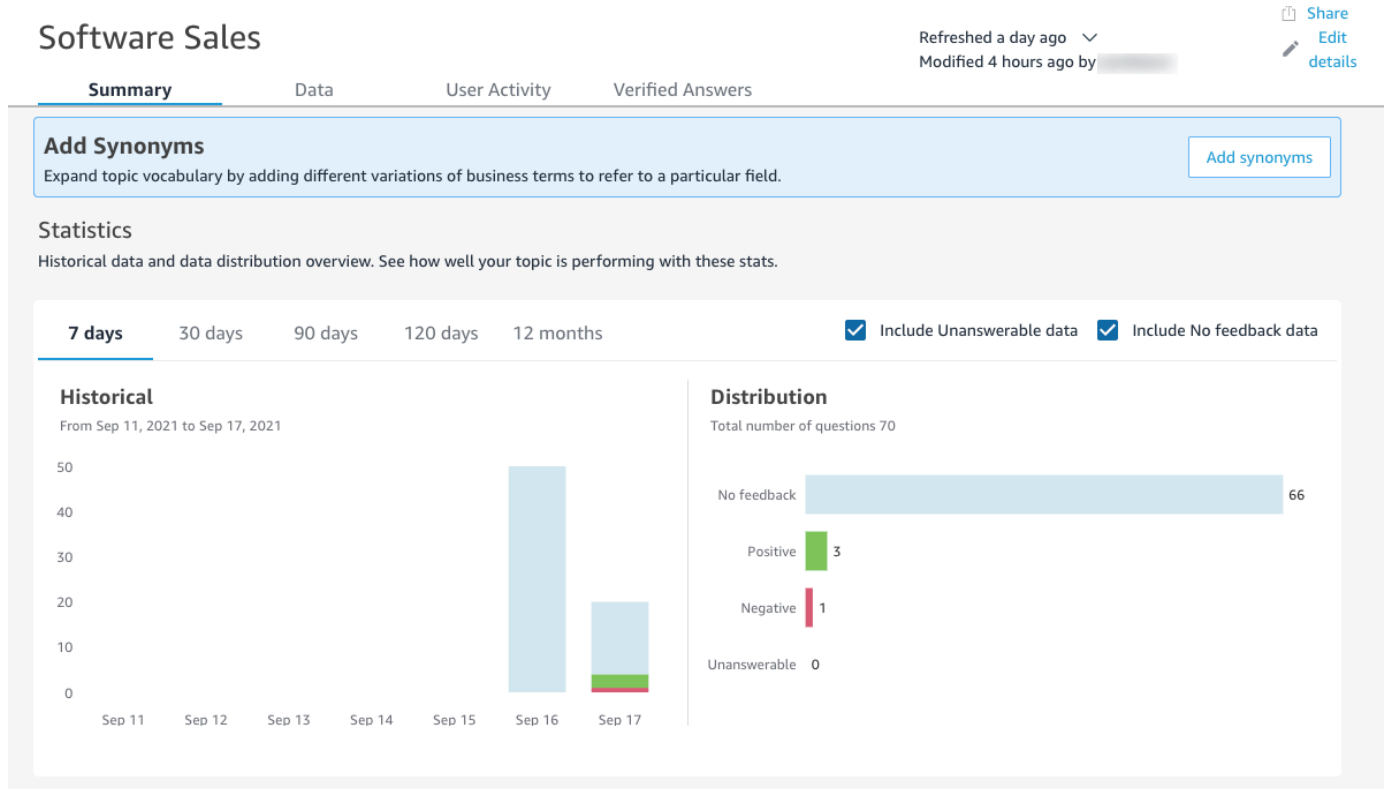 Software Sales
Refreshed a day ago
Modified 4 hours ago by
Share
Edit
details
Summary Data User Activity Verified Answers
Add Synonyms
Expand topic vocabulary by adding different variations of business terms to refer to a particular field.
Add synonyms
Statistics
Historical data and data distribution overview. See how well your topic is performing with these stats.
7 days 30 days 90 days 120 days 12 months
Include Unanswerable data Include No feedback data
Historical
From Sep 11, 2021 to Sep 17, 2021
50
40
30
20
10
0
Sep 11 Sep 12 Sep 13 Sep 14 Sep 15 Sep 16 Sep 17
Distribution
Total number of questions 70
No feedback 66
Positive 3
Negative 1
Unanswerable 0